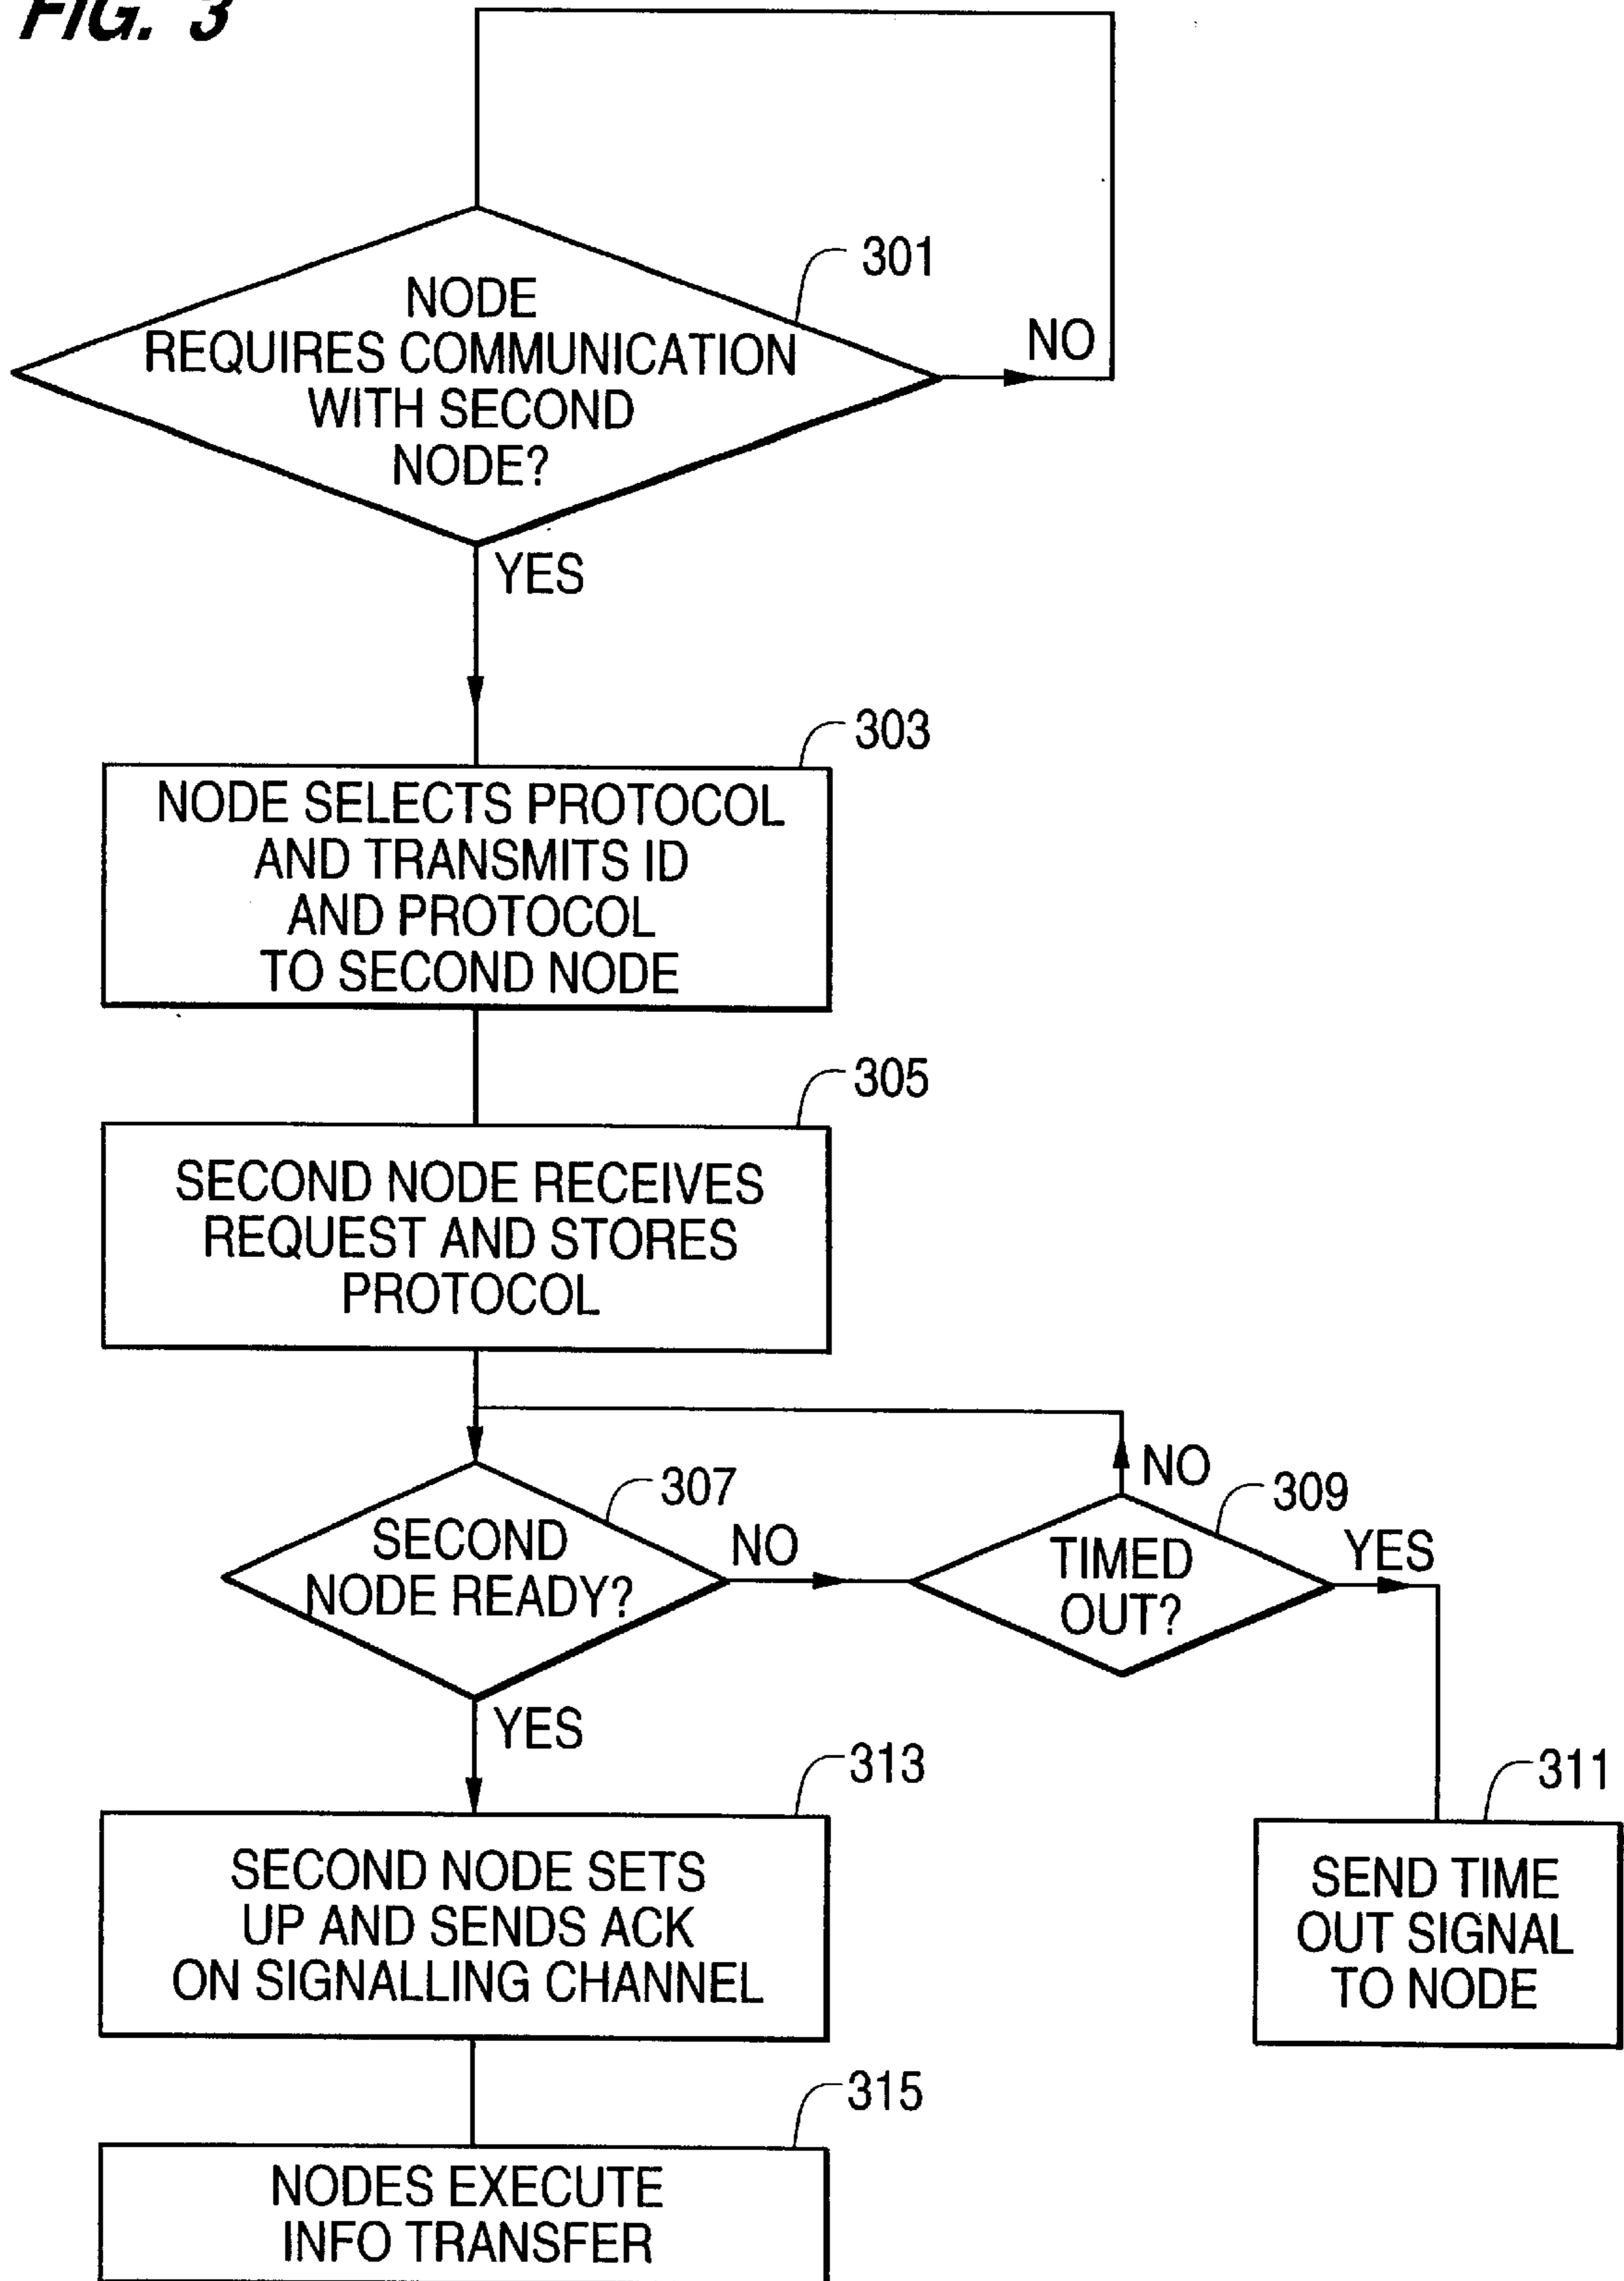 FIG. 3
301
NODE
REQUIRES COMMUNICATION
WITH SECOND
NODE?
NO
YES
303
NODE SELECTS PROTOCOL
AND TRANSMITS ID
AND PROTOCOL
TO SECOND NODE
305
SECOND NODE RECEIVES
REQUEST AND STORES
PROTOCOL
307
SECOND
NODE READY?
NO
NO
309
TIMED
OUT?
YES
YES
313
SECOND NODE SETS
UP AND SENDS ACK
ON SIGNALLING CHANNEL
311
SEND TIME
OUT SIGNAL
TO NODE
315
NODES EXECUTE
INFO TRANSFER